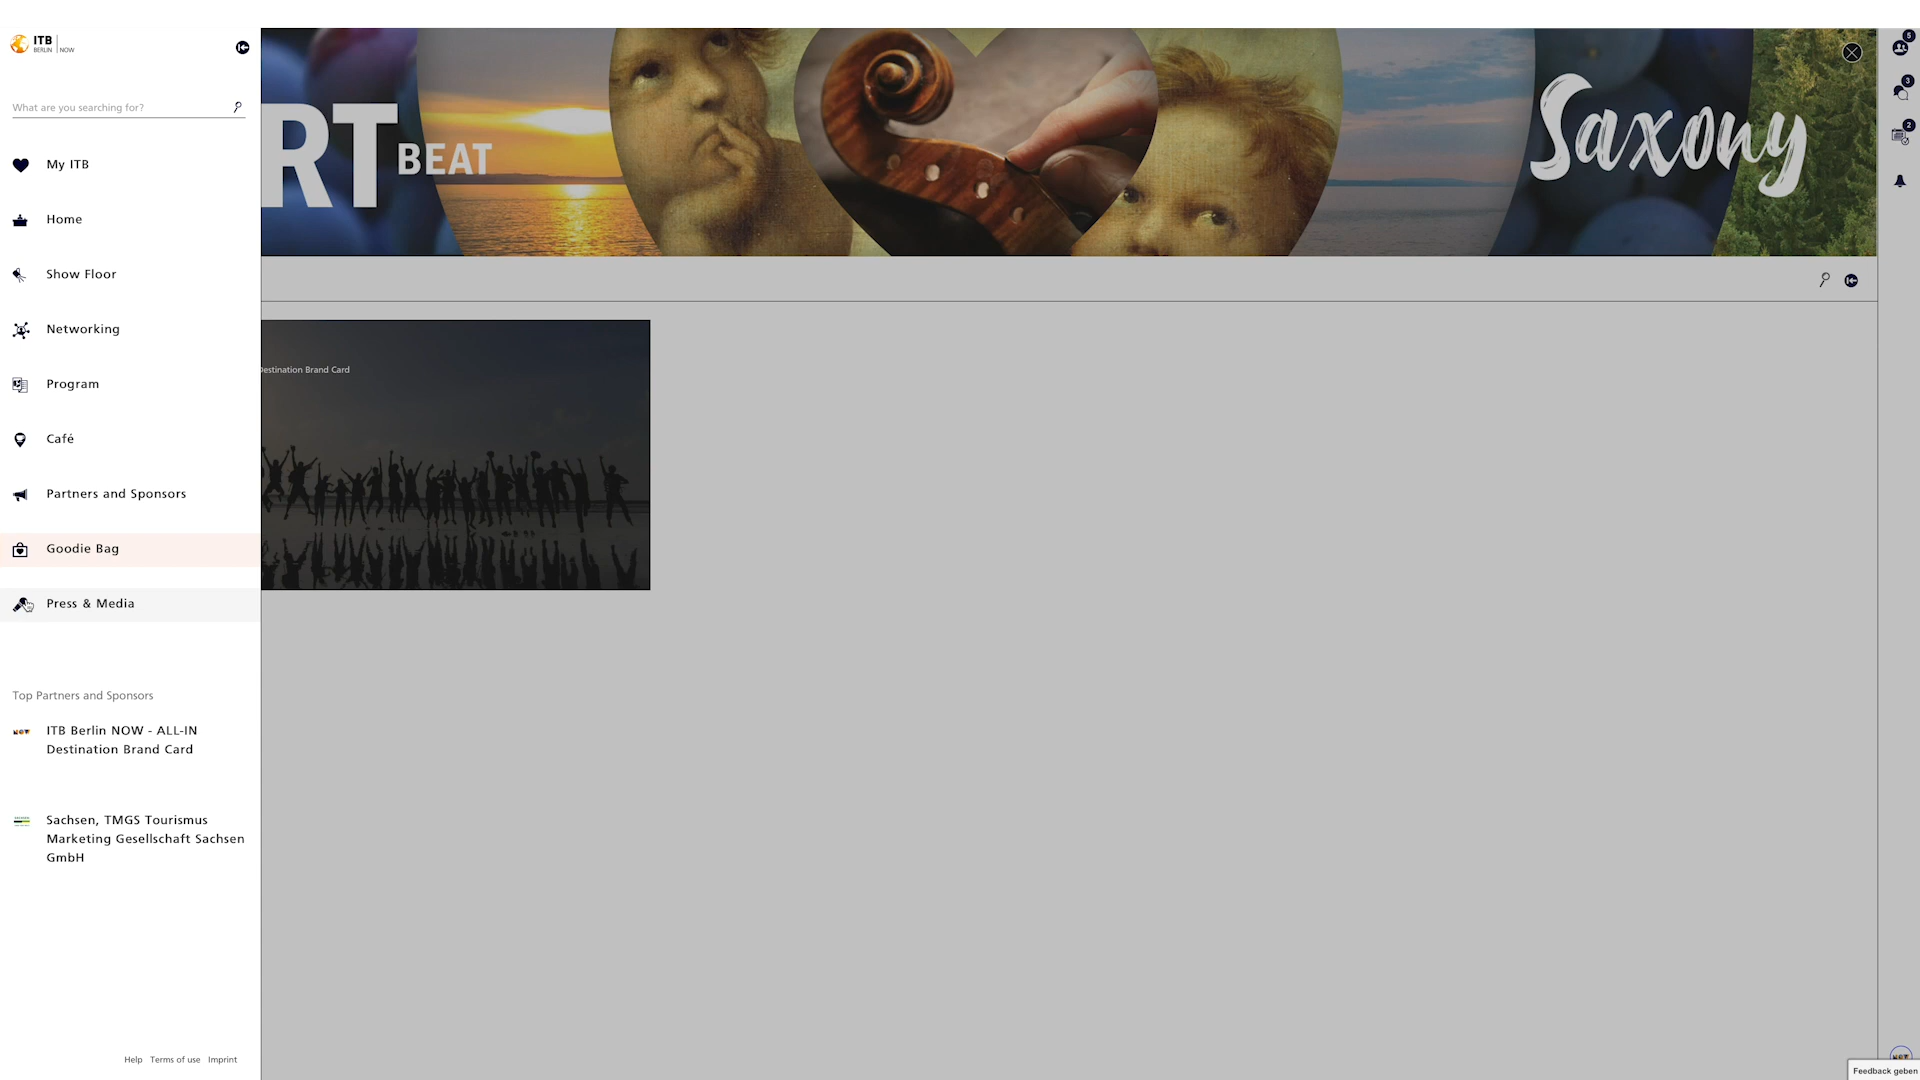 ITB
BERLIN NOW
What are you searching for?
My ITB
Home
Show Floor
Networking
Program
Café
Partners and Sponsors
Goodie Bag
Press & Media
Top Partners and Sponsors
ITB Berlin NOW - ALL-IN
Destination Brand Card
Sachsen, TMGS Tourismus
Marketing Gesellschaft Sachsen
GmbH
Help Terms of use Imprint
RT BEAT
Saxony
Destination Brand Card
5
3
2
Feedback geben